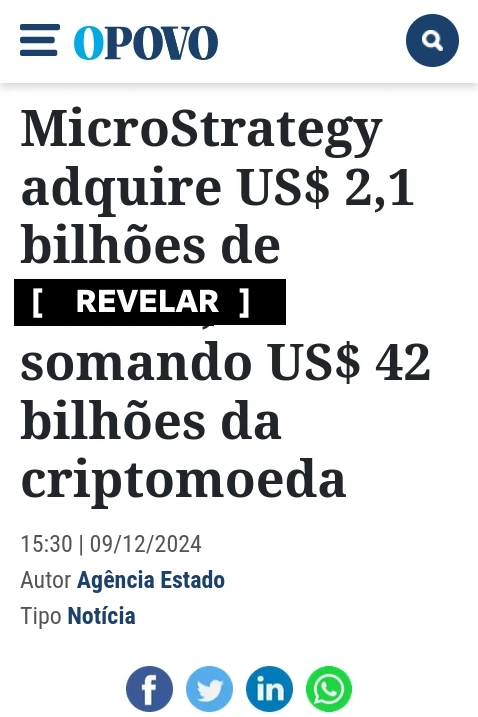 OPOVO
MicroStrategy
adquire US$ 2,1
bilhões de
[ REVELAR ]
somando US$ 42
bilhões da
criptomoeda
15:30 | 09/12/2024
Autor Agência Estado
Tipo Notícia